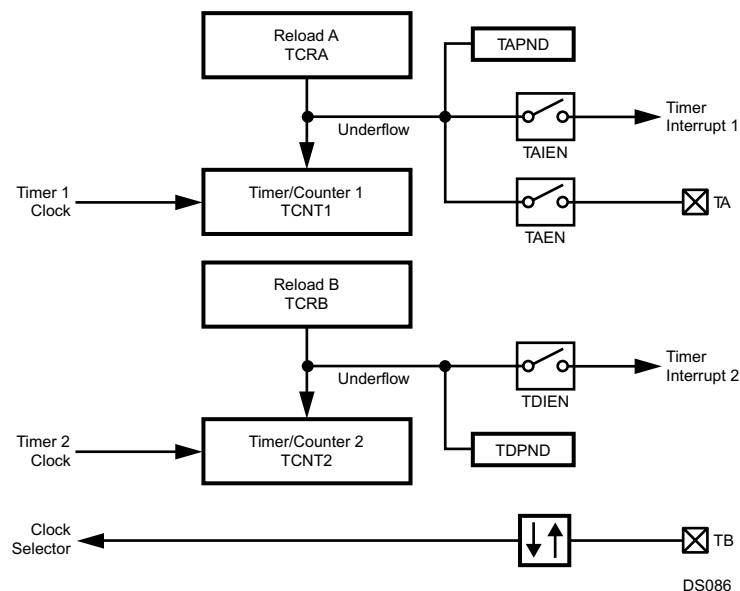 Reload A
TCRA
TAPND
Underflow
TAIEN
Timer
Interrupt 1
Timer 1
Clock
Timer/Counter 1
TCNT1
TAEN
TA
Reload B
TCRB
Underflow
TDIEN
Timer
Interrupt 2
Timer 2
Clock
Timer/Counter 2
TCNT2
TDPND
Clock
Selector
TB
DS086